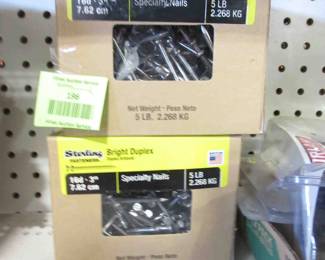 16d - 3"
7.62 cm
Specialty Nails
5 LB
2.268 KG
186
Net Weight - Peso Neto
5 LB. 2.268 KG
Sterling
FASTENERS
Bright Duplex
16d - 3"
7.62 cm
Specialty Nails
5 LB
2.268 KG
Net Weight - Peso Neto